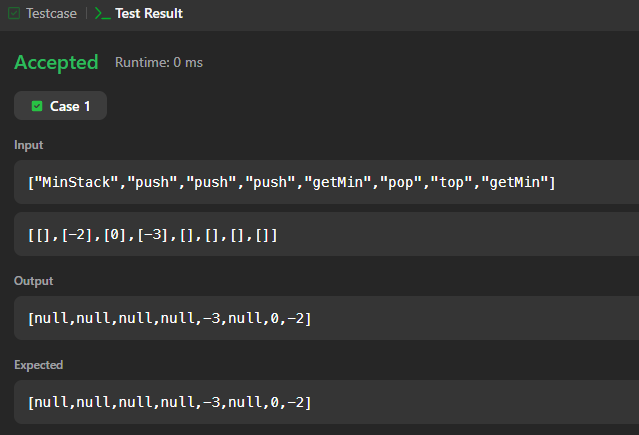 Testcase | >_ Test Result
Accepted Runtime: 0 ms
Case 1
Input
["MinStack","push","push","push","getMin","pop","top","getMin"]
[[],[-2],[0],[-3],[],[],[],[]]
Output
[null,null,null,null,-3,null,0,-2]
Expected
[null,null,null,null,-3,null,0,-2]